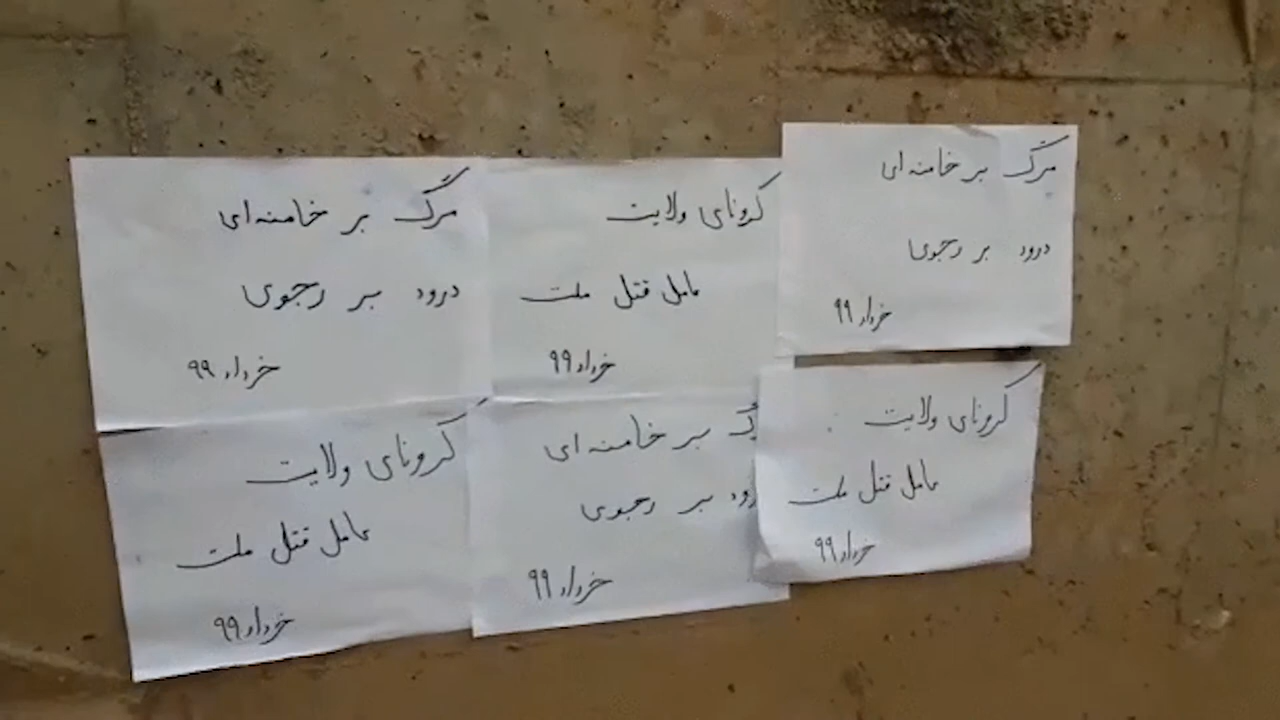 مرگ بر خامنه‌ای
درود بر رجوی
خرداد ۹۹
کرونای ولایت
عامل قتل ملت
خرداد ۹۹
مرگ بر خامنه‌ای
درود بر رجوی
خرداد ۹۹
کرونای ولایت
عامل قتل ملت
خرداد ۹۹
گ بر خامنه‌ای
رود بر رجوی
خرداد ۹۹
کرونای ولایت
عامل قتل ملت
خرداد ۹۹